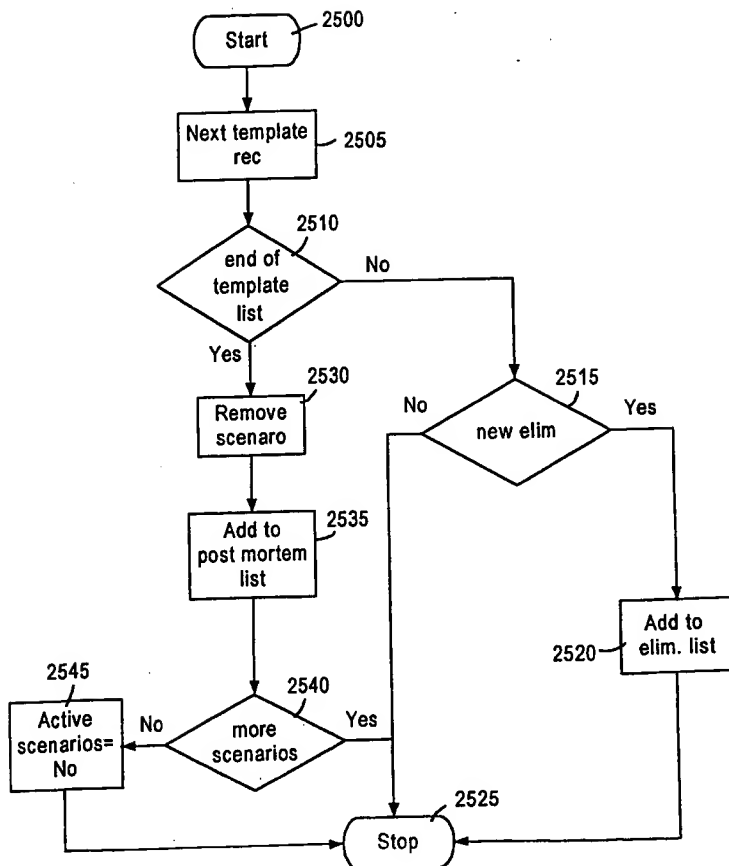 2500
Start
Next template
rec
2505
2510
end of
template
list
No
Yes
2530
Remove
scenaro
2515
No
new elim
Yes
2535
Add to
post mortem
list
Add to
elim. list
2520
2545
Active
scenarios=
No
No
2540
more
scenarios
Yes
2525
Stop